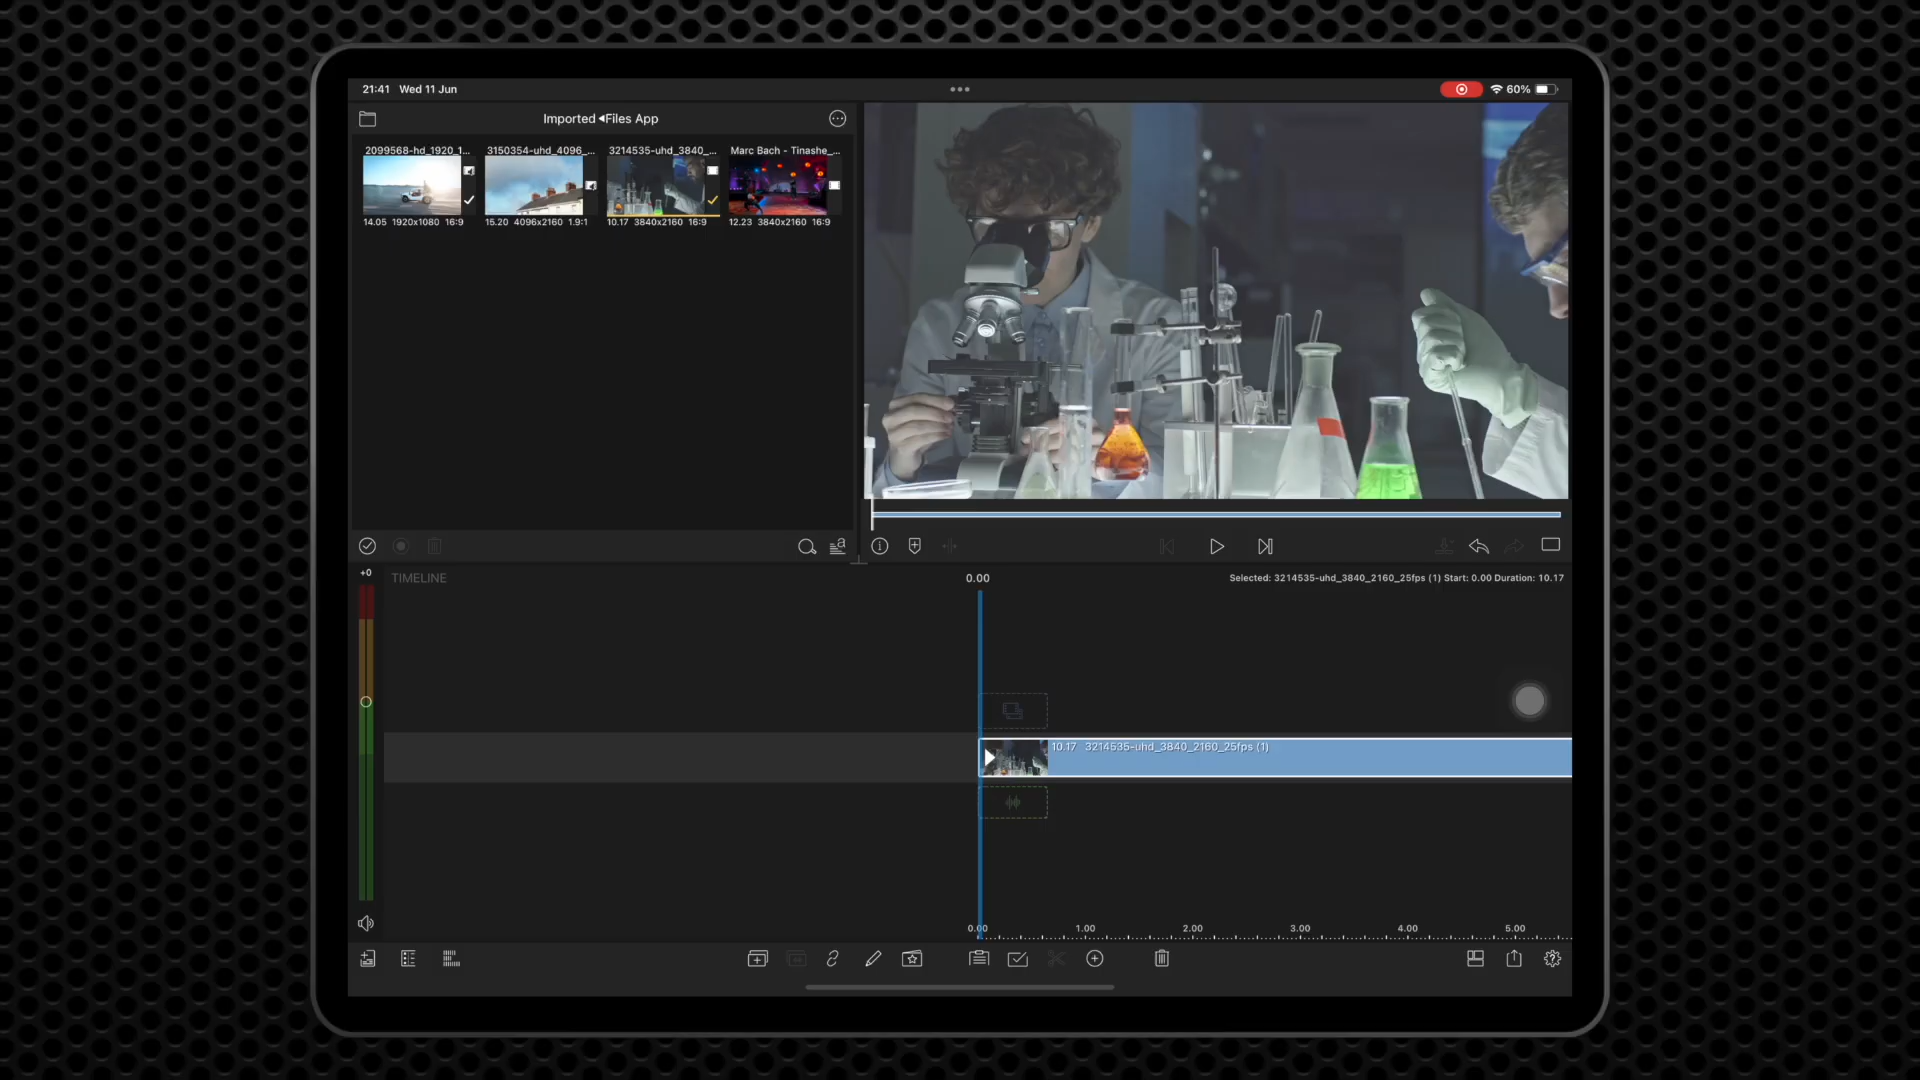 21:41 Wed 11 Jun
60%
Imported ◂Files App
2099568-hd_1920_1...
3150354-uhd_4096_...
3214535-uhd_3840_...
Marc Bach - Tinashe_...
14.05 1920x1080 16:9
15.20 4096x2160 1.9:1
10.17 3840x2160 16:9
12.23 3840x2160 16:9
+0
TIMELINE
0.00
Selected: 3214535-uhd_3840_2160_25fps (1) Start: 0.00 Duration: 10.17
10.17 3214535-uhd_3840_2160_25fps (1)
0.00 1.00 2.00 3.00 4.00 5.00